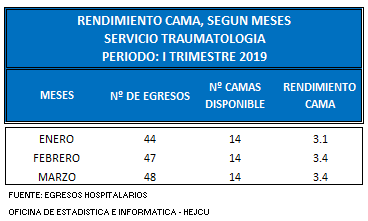 RENDIMIENTO CAMA, SEGUN MESES
SERVICIO TRAUMATOLOGIA
PERIODO: I TRIMESTRE 2019
MESES Nº DE EGRESOS Nº CAMAS DISPONIBLE RENDIMIENTO CAMA
ENERO 44 14 3.1
FEBRERO 47 14 3.4
MARZO 48 14 3.4
FUENTE: EGRESOS HOSPITALARIOS
OFICINA DE ESTADISTICA E INFORMATICA - HEJCU